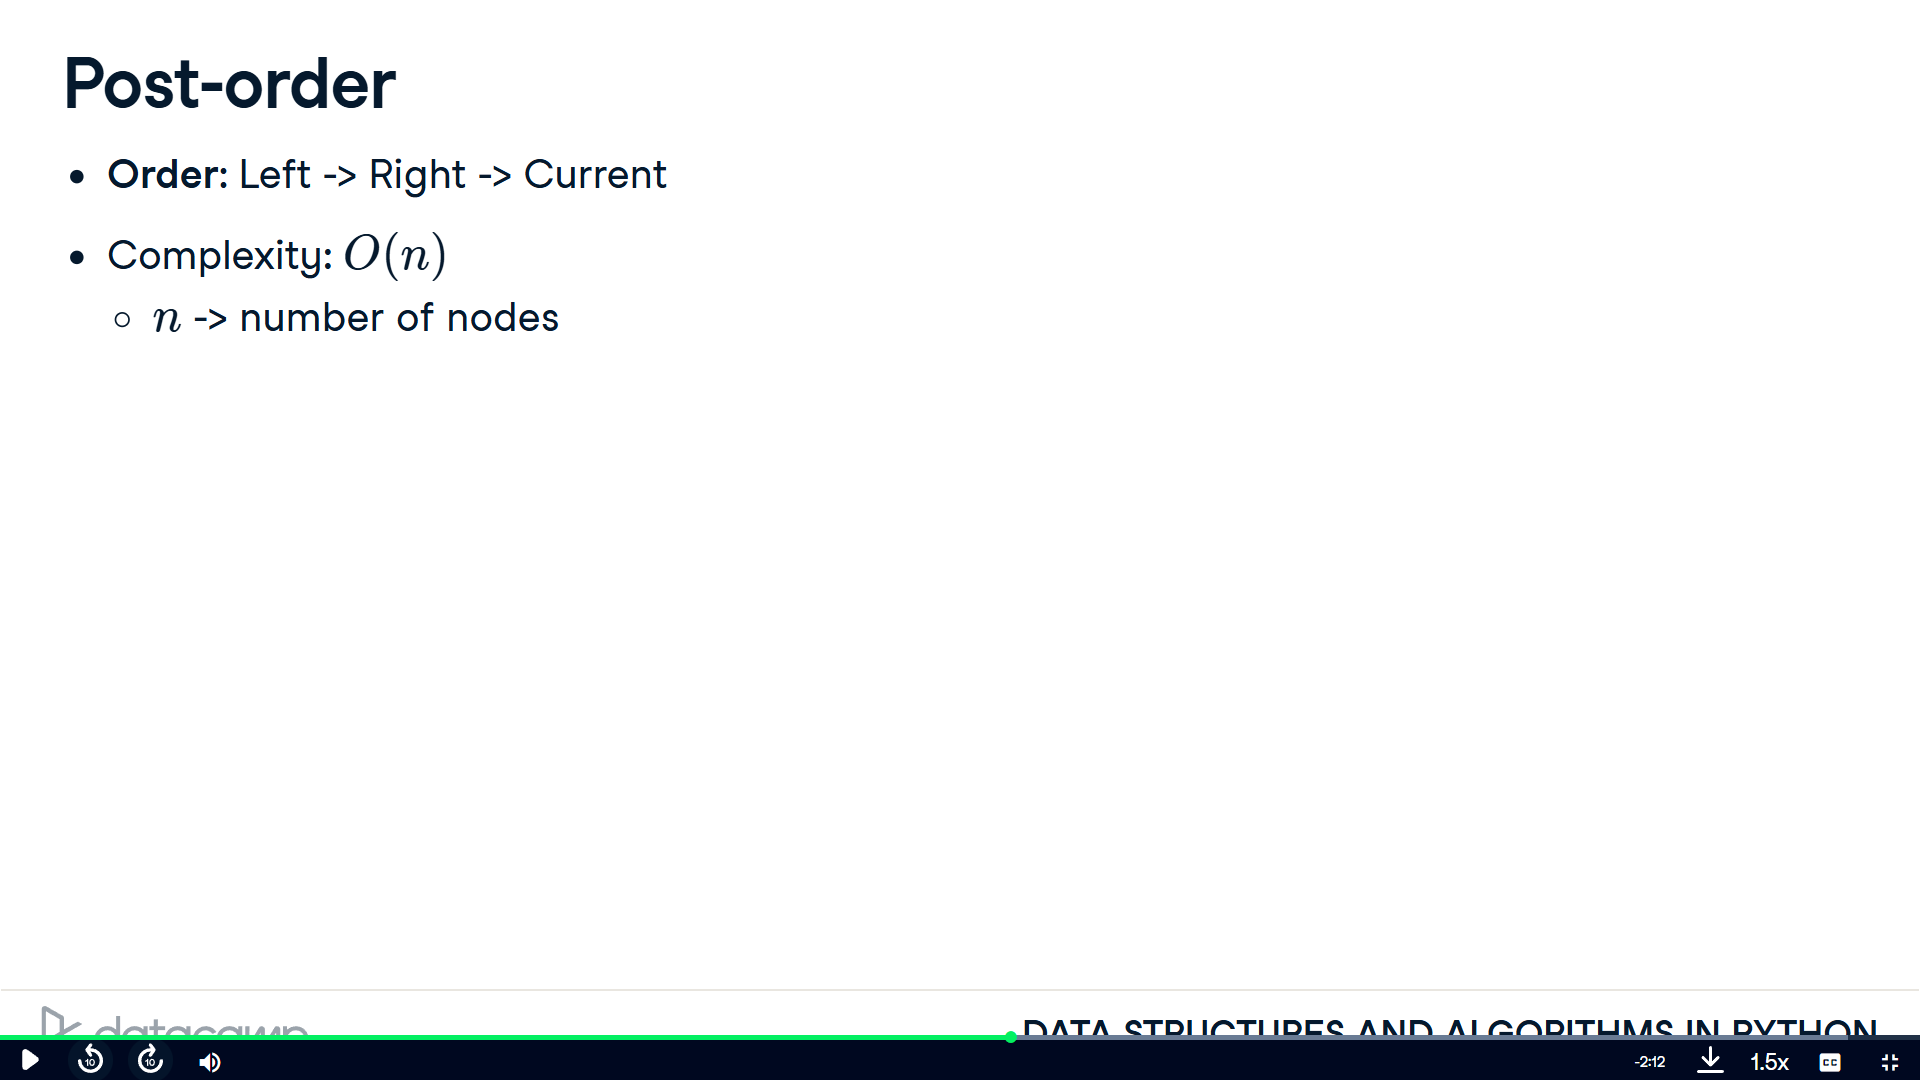 Post-order
• Order: Left -> Right -> Current
• Complexity: O(n)
○ n -> number of nodes
datacamp
DATA STRUCTURES AND ALGORITHMS IN PYTHON
10
10
-2:12
1.5x
CC